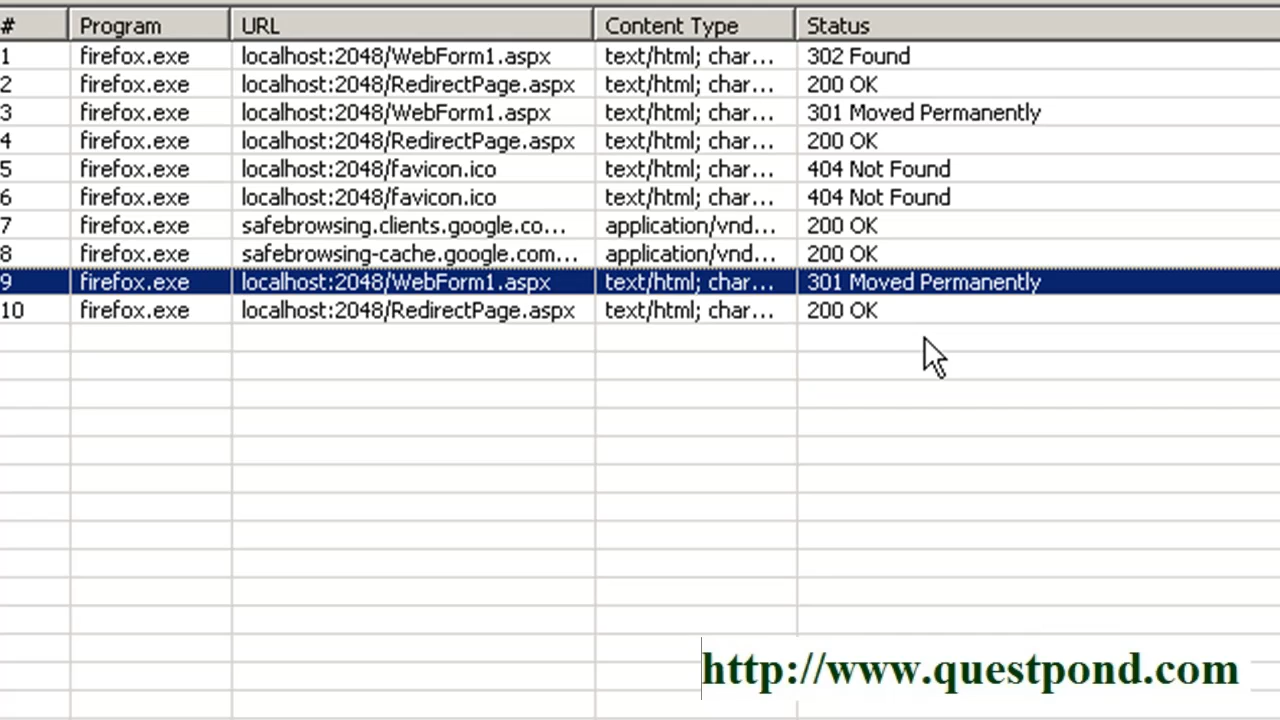 # Program URL Content Type Status
1 firefox.exe localhost:2048/WebForm1.aspx text/html; char... 302 Found
2 firefox.exe localhost:2048/RedirectPage.aspx text/html; char... 200 OK
3 firefox.exe localhost:2048/WebForm1.aspx text/html; char... 301 Moved Permanently
4 firefox.exe localhost:2048/RedirectPage.aspx text/html; char... 200 OK
5 firefox.exe localhost:2048/favicon.ico text/html; char... 404 Not Found
6 firefox.exe localhost:2048/favicon.ico text/html; char... 404 Not Found
7 firefox.exe safebrowsing.clients.google.co... application/vnd... 200 OK
8 firefox.exe safebrowsing-cache.google.com... application/vnd... 200 OK
9 firefox.exe localhost:2048/WebForm1.aspx text/html; char... 301 Moved Permanently
10 firefox.exe localhost:2048/RedirectPage.aspx text/html; char... 200 OK
http://www.questpond.com